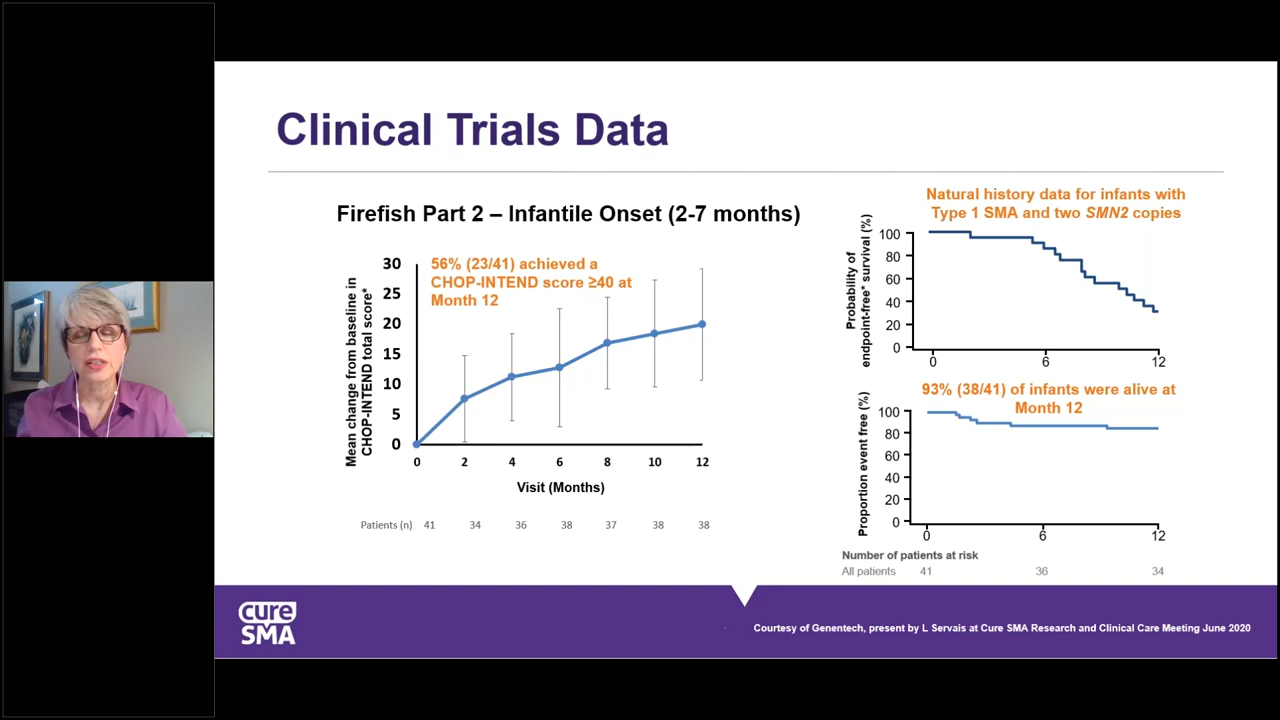 Clinical Trials Data
Firefish Part 2 – Infantile Onset (2-7 months)
56% (23/41) achieved a
CHOP-INTEND score ≥40 at
Month 12
Mean change from baseline in
CHOP-INTEND total score*
30
25
20
15
10
5
0
0 2 4 6 8 10 12
Visit (Months)
Patients (n) 41 34 36 38 37 38 38
Natural history data for infants with
Type 1 SMA and two SMN2 copies
Probability of
endpoint-free* survival (%)
100
80
60
40
20
0
0 6 12
93% (38/41) of infants were alive at
Month 12
Proportion event free (%)
100
80
60
40
20
0
0 6 12
Number of patients at risk
All patients 41 36 34
cure
SMA
Courtesy of Genentech, present by L Servais at Cure SMA Research and Clinical Care Meeting June 2020